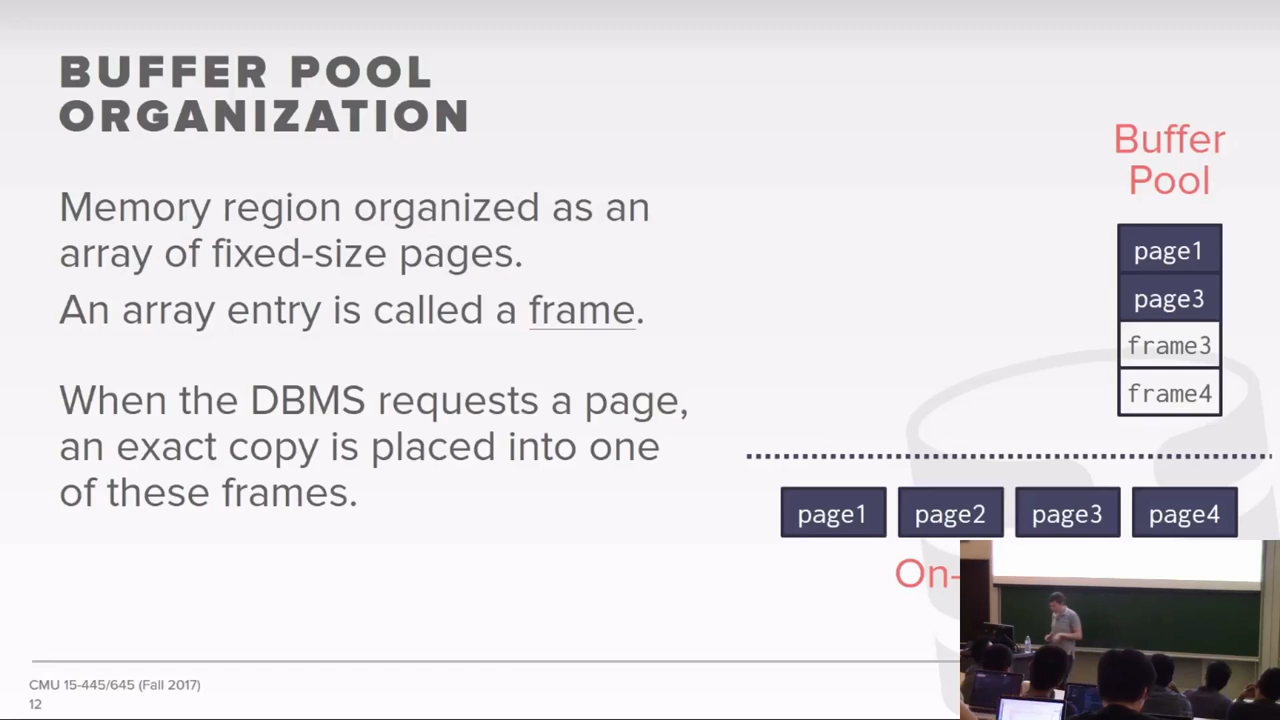 BUFFER POOL
ORGANIZATION
Memory region organized as an
array of fixed-size pages.
An array entry is called a frame.
When the DBMS requests a page,
an exact copy is placed into one
of these frames.
Buffer
Pool
page1
page3
frame3
frame4
page1 page2 page3 page4
On-
CMU 15-445/645 (Fall 2017)
12